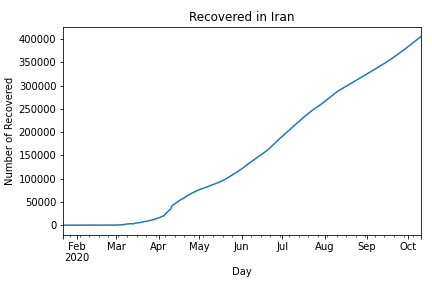 Recovered in Iran
Number of Recovered
400000
350000
300000
250000
200000
150000
100000
50000
0
Feb Mar Apr May Jun Jul Aug Sep Oct
2020
Day